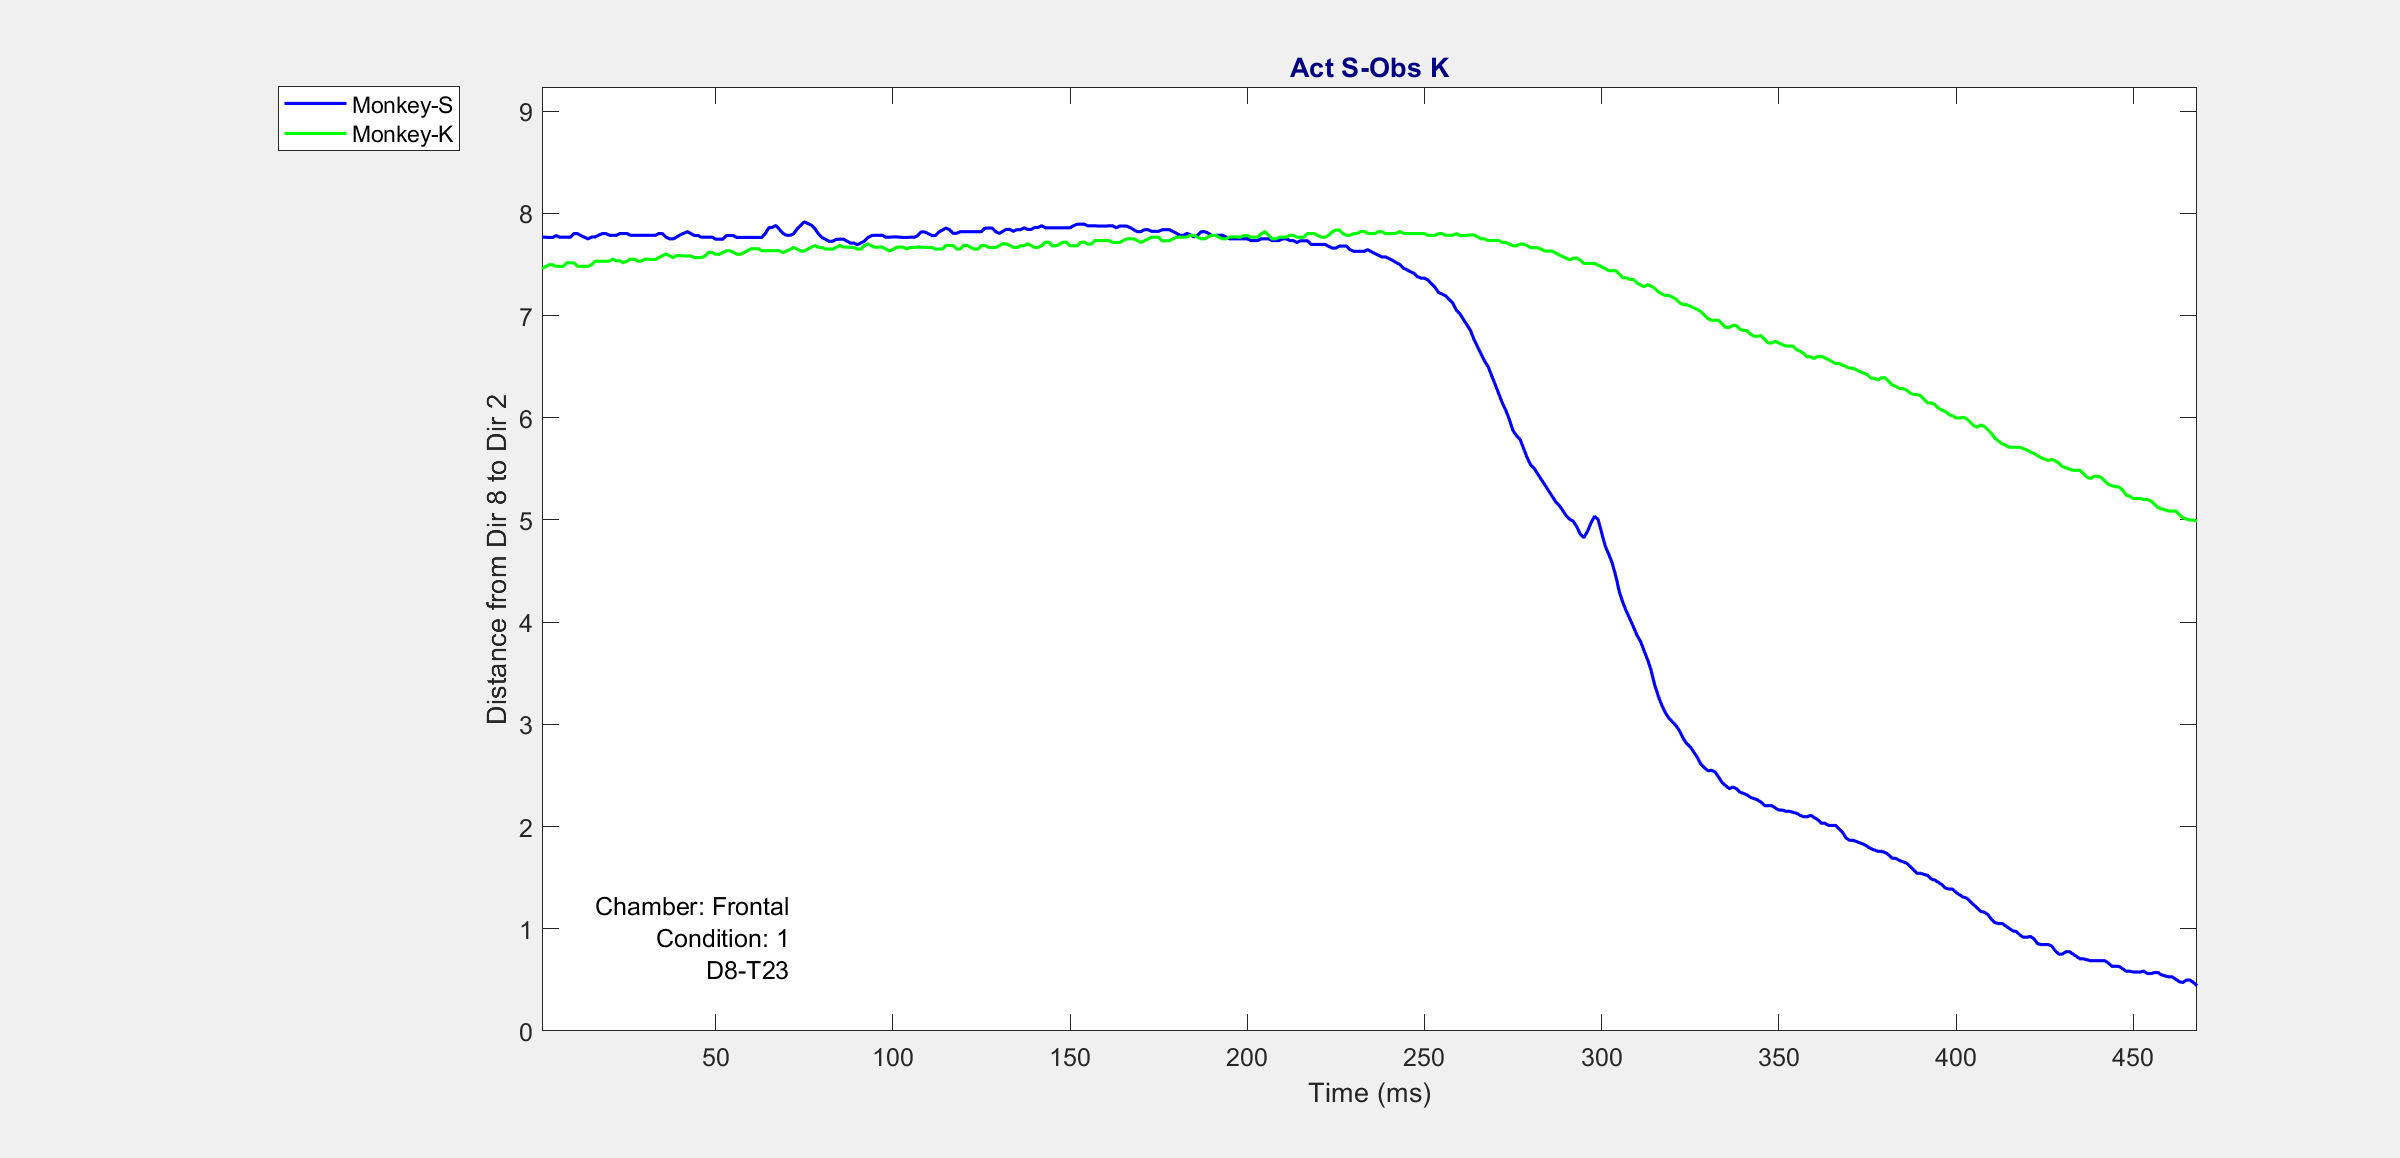 Act S-Obs K
Monkey-S
Monkey-K
9
8
7
6
5
4
3
2
1
0
Distance from Dir 8 to Dir 2
Chamber: Frontal
Condition: 1
D8-T23
50 100 150 200 250 300 350 400 450
Time (ms)